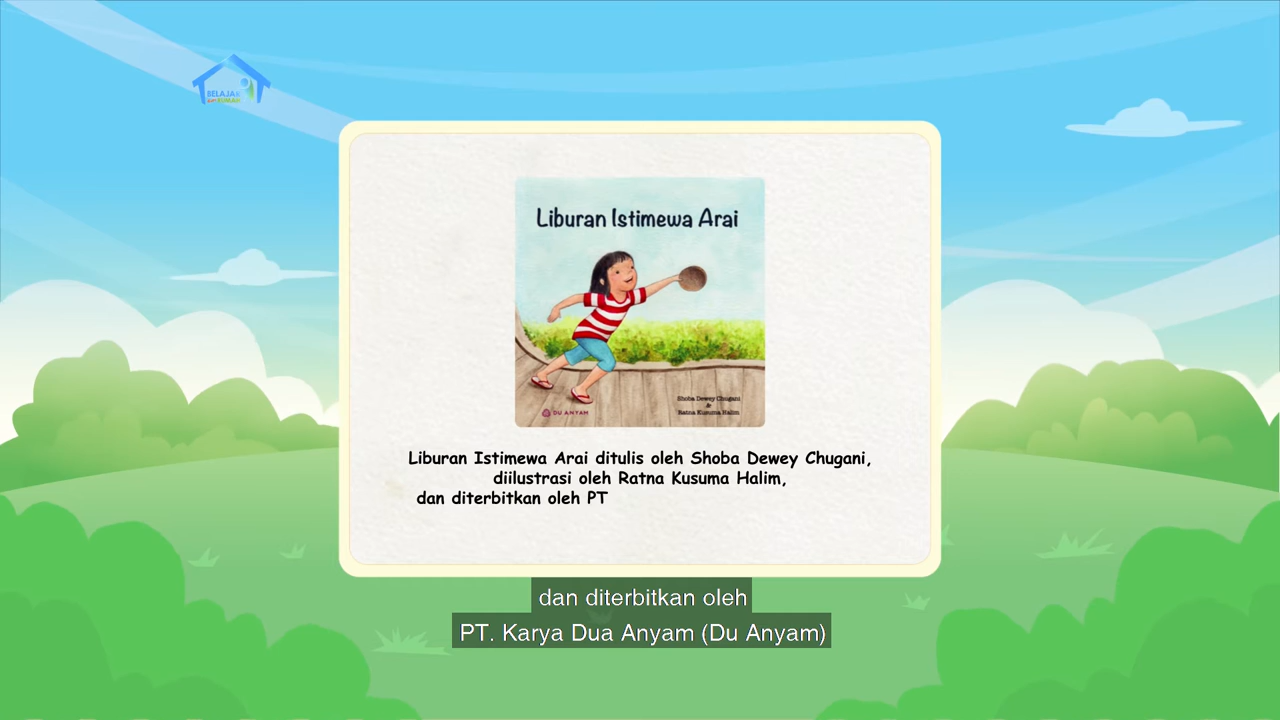 BELAJAR
dari RUMAH
Liburan Istimewa Arai
Shoba Dewey Chugani
&
Ratna Kusuma Halim
DU ANYAM
Liburan Istimewa Arai ditulis oleh Shoba Dewey Chugani,
diilustrasi oleh Ratna Kusuma Halim,
dan diterbitkan oleh PT
dan diterbitkan oleh
PT. Karya Dua Anyam (Du Anyam)